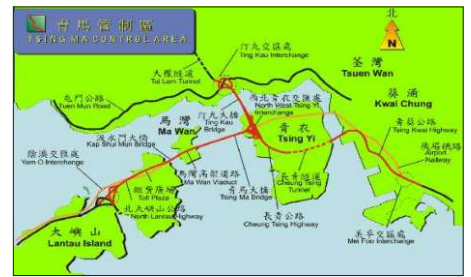 青馬管制區
TSING MA CONTROL AREA
北
N
汀九交匯處
Ting Kau Interchange
荃灣
Tsuen Wan
大欖隧道
Tai Lam Tunnel
屯門公路
Tuen Mun Road
西北青衣交匯處
North West Tsing Yi
Interchange
葵涌
Kwai Chung
馬灣
Ma Wan
汀九大橋
Ting Kau
Bridge
青衣
Tsing Yi
青葵公路
Tsing Kwai Highway
汲水門大橋
Kap Shui Mun Bridge
機場鐵路
Airport
Railway
陰澳交匯處
Yam O Interchange
馬灣高架道路
Ma Wan Viaduct
長青隧道
Cheung Tsing
Tunnel
繳費廣場
Toll Plaza
青馬大橋
Tsing Ma Bridge
北大嶼山公路
North Lantau Highway
長青公路
Cheung Tsing Highway
大嶼山
Lantau Island
美孚交匯處
Mei Foo Interchange